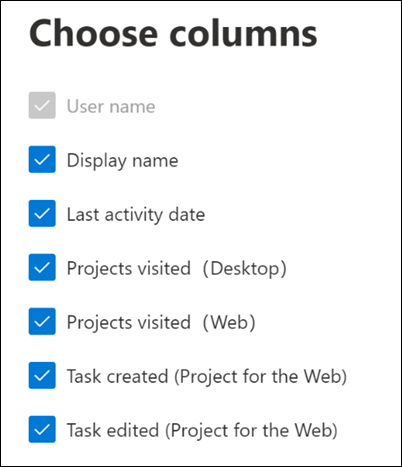 Choose columns
User name
Display name
Last activity date
Projects visited（Desktop）
Projects visited（Web）
Task created (Project for the Web)
Task edited (Project for the Web)